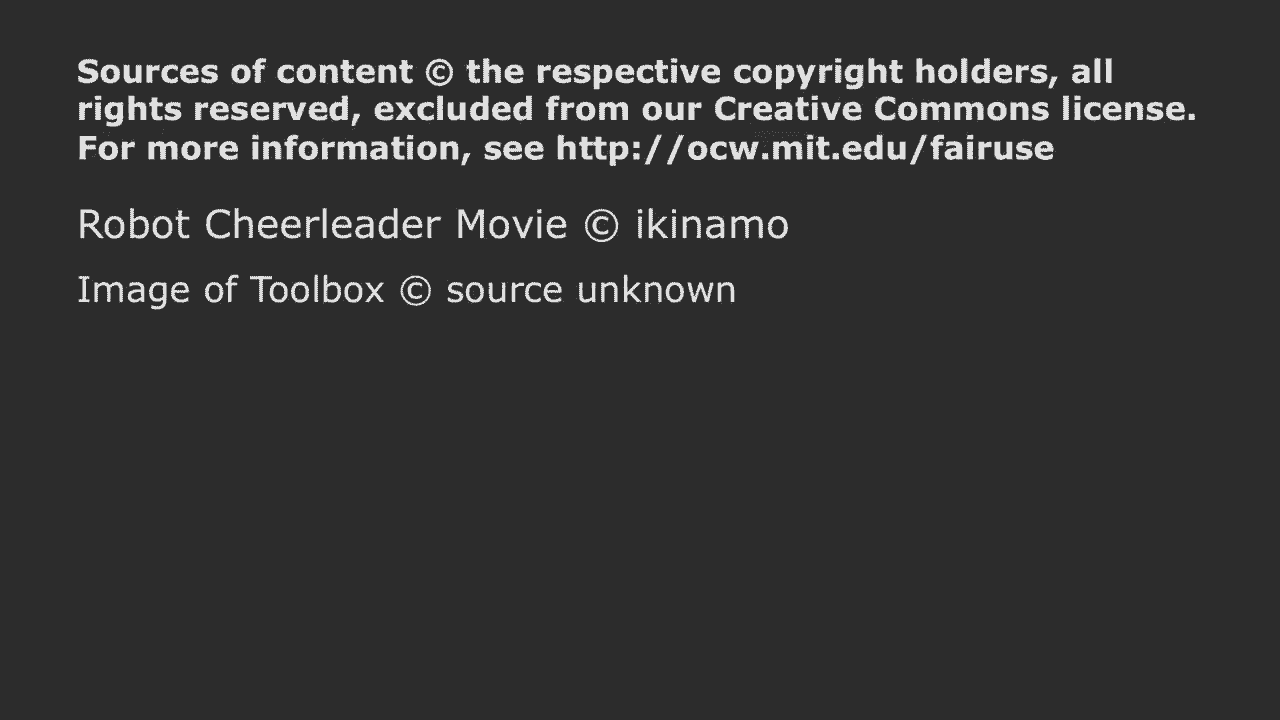 Sources of content © the respective copyright holders, all
rights reserved, excluded from our Creative Commons license.
For more information, see http://ocw.mit.edu/fairuse
Robot Cheerleader Movie © ikinamo
Image of Toolbox © source unknown